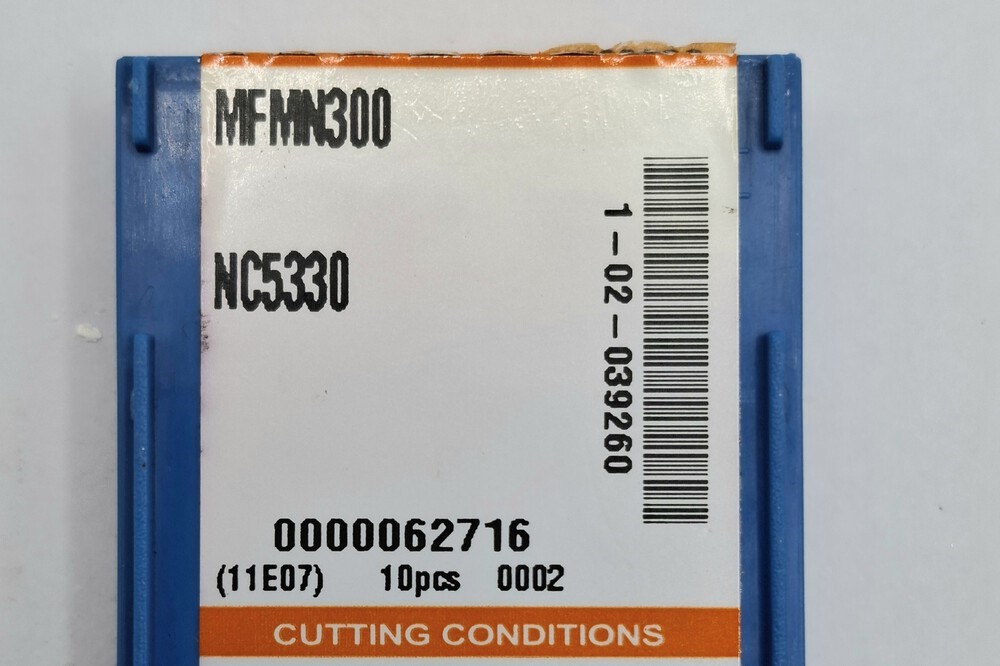 MFMN300
NC5330
1-02-039260
0000062716
(11E07) 10pcs 0002
CUTTING CONDITIONS